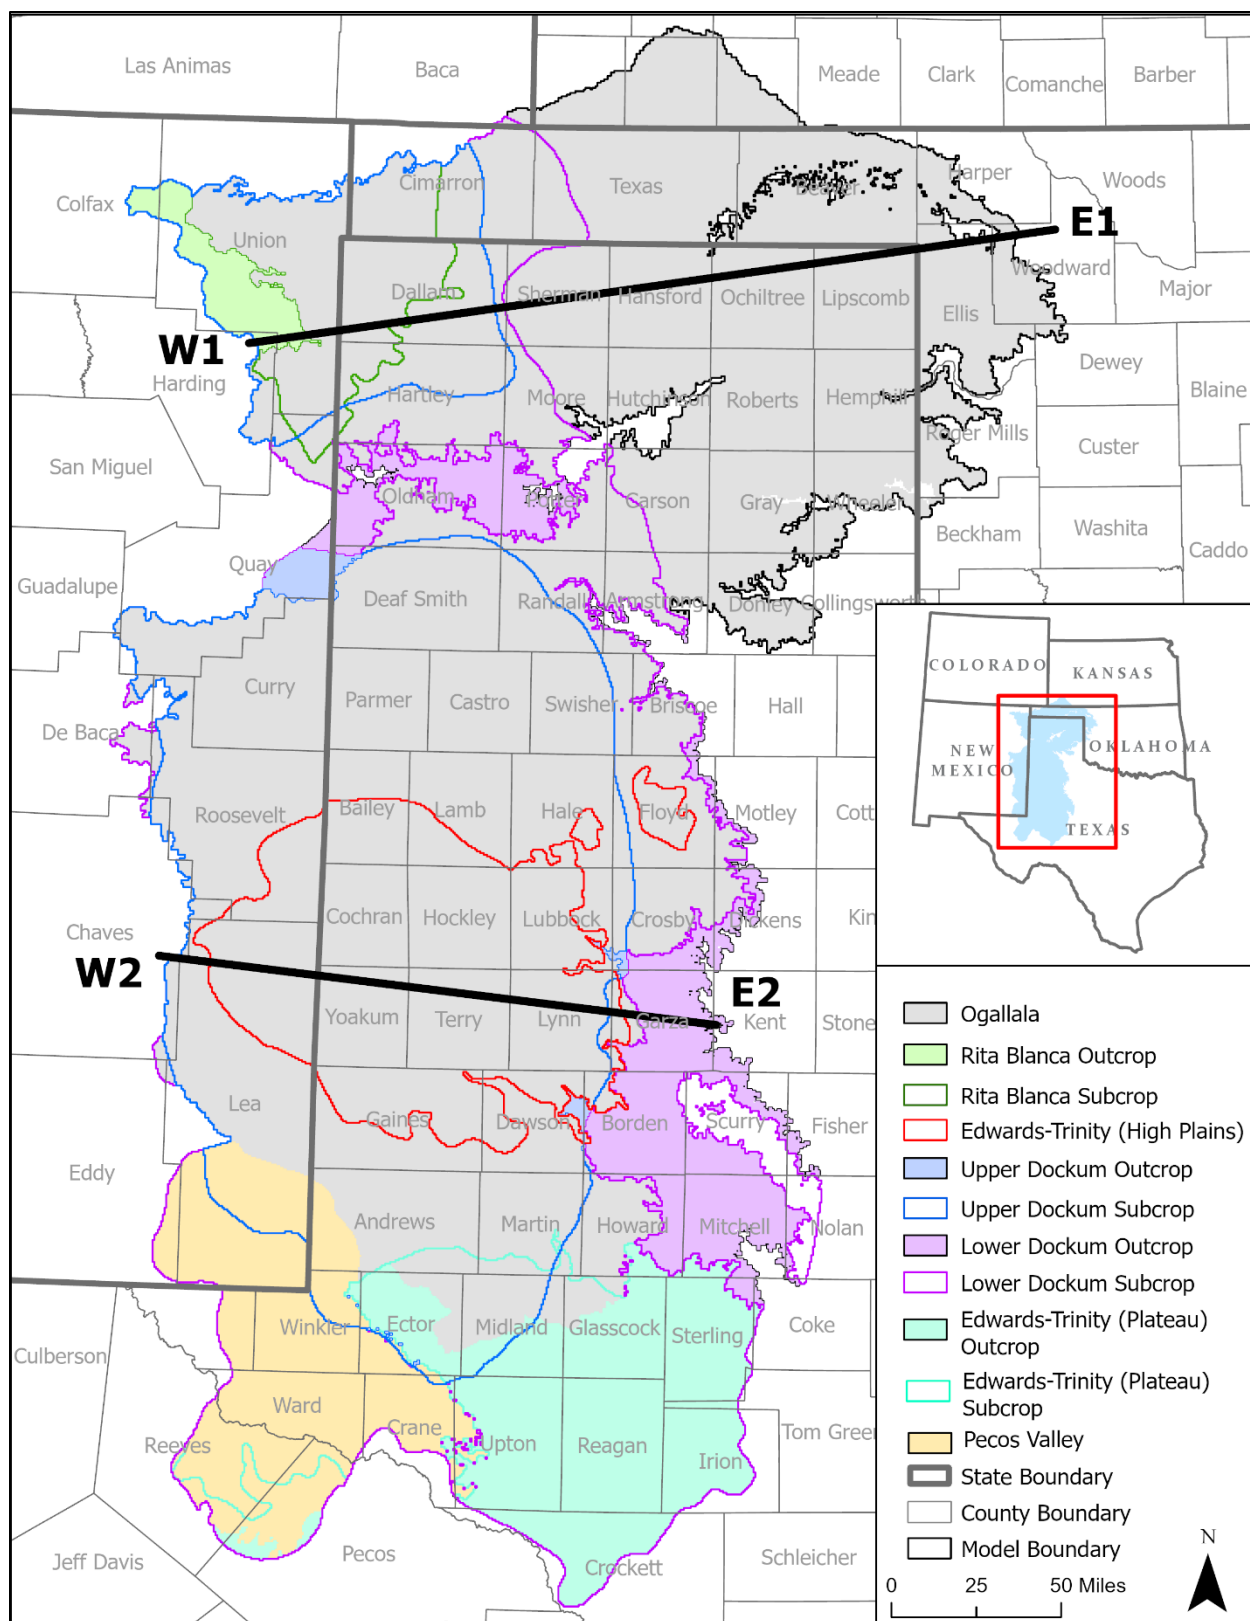 Las Animas
Baca
Meade
Clark
Comanche
Barber
Colfax
Union
Cimarron
Texas
Beaver
Harper
Woods
E1
Dallam
Sherman
Hansford
Ochiltree
Lipscomb
Woodward
Major
W1
Ellis
Harding
Hartley
Moore
Hutchinson
Roberts
Hemphill
Dewey
Blaine
San Miguel
Roger Mills
Custer
Oldham
Potter
Carson
Gray
Wheeler
Beckham
Washita
Caddo
Quay
Guadalupe
Deaf Smith
Randall
Armstrong
Donley
Collingsworth
Curry
Parmer
Castro
Swisher
Briscoe
Hall
De Baca
Roosevelt
Bailey
Lamb
Hale
Floyd
Motley
Cott
Chaves
Cochran
Hockley
Lubbock
Crosby
Dickens
Kin
W2
E2
Yoakum
Terry
Lynn
Garza
Kent
Stone
Lea
Gaines
Dawson
Borden
Scurry
Fisher
Eddy
Andrews
Martin
Howard
Mitchell
Nolan
Winkler
Ector
Midland
Glasscock
Sterling
Coke
Culberson
Ward
Crane
Upton
Reagan
Irion
Tom Green
Reeves
Jeff Davis
Pecos
Crockett
Schleicher
COLORADO
KANSAS
NEW
MEXICO
OKLAHOMA
TEXAS
Ogallala
Rita Blanca Outcrop
Rita Blanca Subcrop
Edwards-Trinity (High Plains)
Upper Dockum Outcrop
Upper Dockum Subcrop
Lower Dockum Outcrop
Lower Dockum Subcrop
Edwards-Trinity (Plateau)
Outcrop
Edwards-Trinity (Plateau)
Subcrop
Pecos Valley
State Boundary
County Boundary
Model Boundary
N
0 25 50 Miles